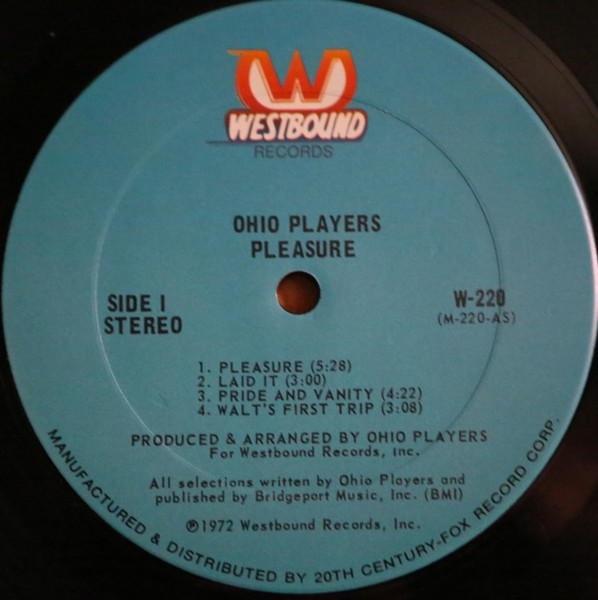 W
WESTBOUND
RECORDS
OHIO PLAYERS
PLEASURE
SIDE I
STEREO
W-220
(M-220-AS)
1. PLEASURE (5:28)
2. LAID IT (3:00)
3. PRIDE AND VANITY (4:22)
4. WALT'S FIRST TRIP (3:08)
PRODUCED & ARRANGED BY OHIO PLAYERS
For Westbound Records, Inc.
All selections written by Ohio Players and
published by Bridgeport Music, Inc. (BMI)
℗1972 Westbound Records, Inc.
MANUFACTURED & DISTRIBUTED BY 20TH CENTURY-FOX RECORD CORP.